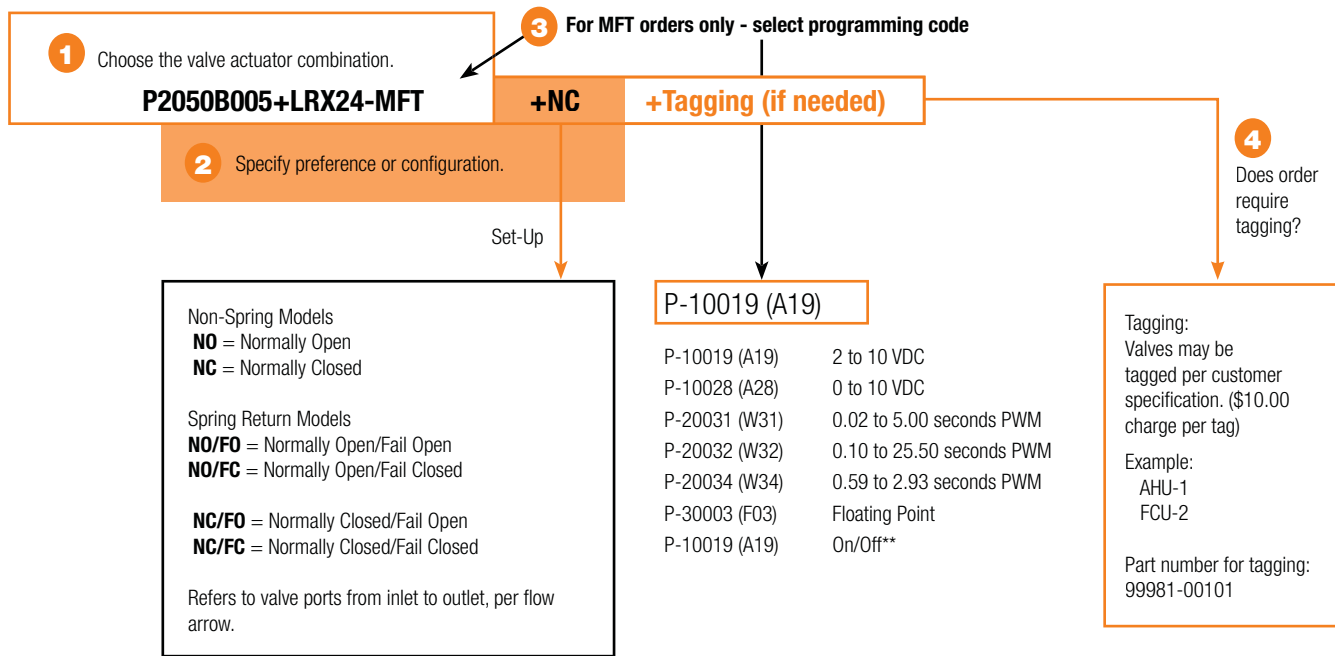 3 For MFT orders only - select programming code
1 Choose the valve actuator combination.
P2050B005+LRX24-MFT +NC +Tagging (if needed)
2 Specify preference or configuration.
4
Does order
require
tagging?
Set-Up
Non-Spring Models
NO = Normally Open
NC = Normally Closed
Spring Return Models
NO/FO = Normally Open/Fail Open
NO/FC = Normally Open/Fail Closed
NC/FO = Normally Closed/Fail Open
NC/FC = Normally Closed/Fail Closed
Refers to valve ports from inlet to outlet, per flow
arrow.
P-10019 (A19)
P-10019 (A19) 2 to 10 VDC
P-10028 (A28) 0 to 10 VDC
P-20031 (W31) 0.02 to 5.00 seconds PWM
P-20032 (W32) 0.10 to 25.50 seconds PWM
P-20034 (W34) 0.59 to 2.93 seconds PWM
P-30003 (F03) Floating Point
P-10019 (A19) On/Off**
Tagging:
Valves may be
tagged per customer
specification. ($10.00
charge per tag)
Example:
AHU-1
FCU-2
Part number for tagging:
99981-00101